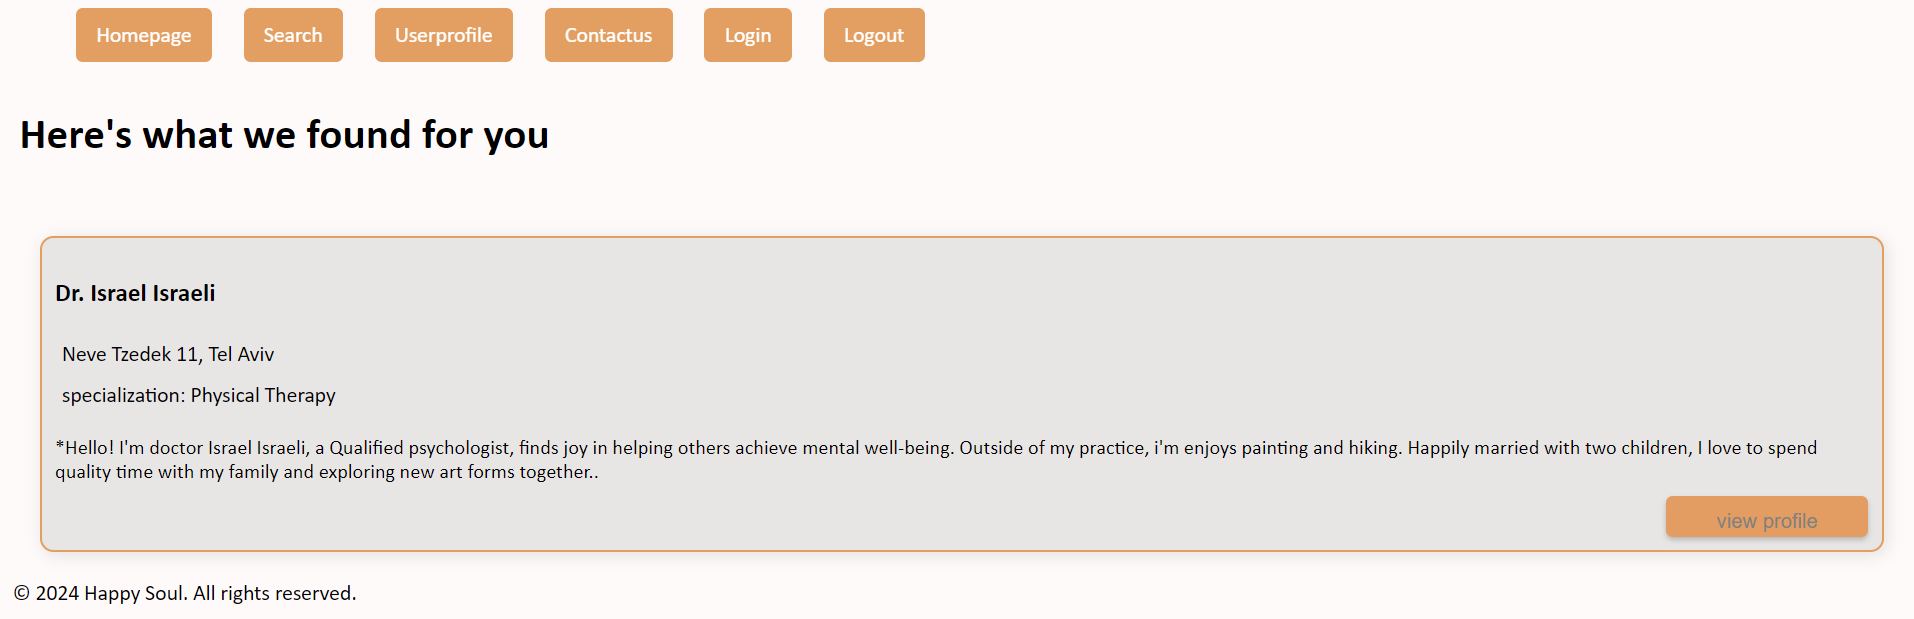 Homepage Search Userprofile Contactus Login Logout
Here's what we found for you
Dr. Israel Israeli
Neve Tzedek 11, Tel Aviv
specialization: Physical Therapy
*Hello! I'm doctor Israel Israeli, a Qualified psychologist, finds joy in helping others achieve mental well-being. Outside of my practice, i'm enjoys painting and hiking. Happily married with two children, I love to spend
quality time with my family and exploring new art forms together..
view profile
© 2024 Happy Soul. All rights reserved.